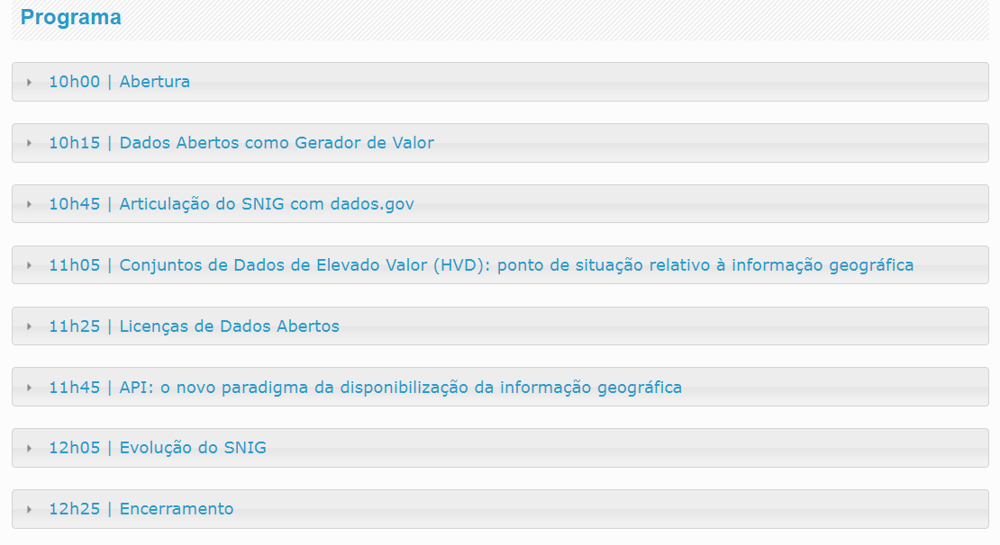 Programa
10h00 | Abertura
10h15 | Dados Abertos como Gerador de Valor
10h45 | Articulação do SNIG com dados.gov
11h05 | Conjuntos de Dados de Elevado Valor (HVD): ponto de situação relativo à informação geográfica
11h25 | Licenças de Dados Abertos
11h45 | API: o novo paradigma da disponibilização da informação geográfica
12h05 | Evolução do SNIG
12h25 | Encerramento